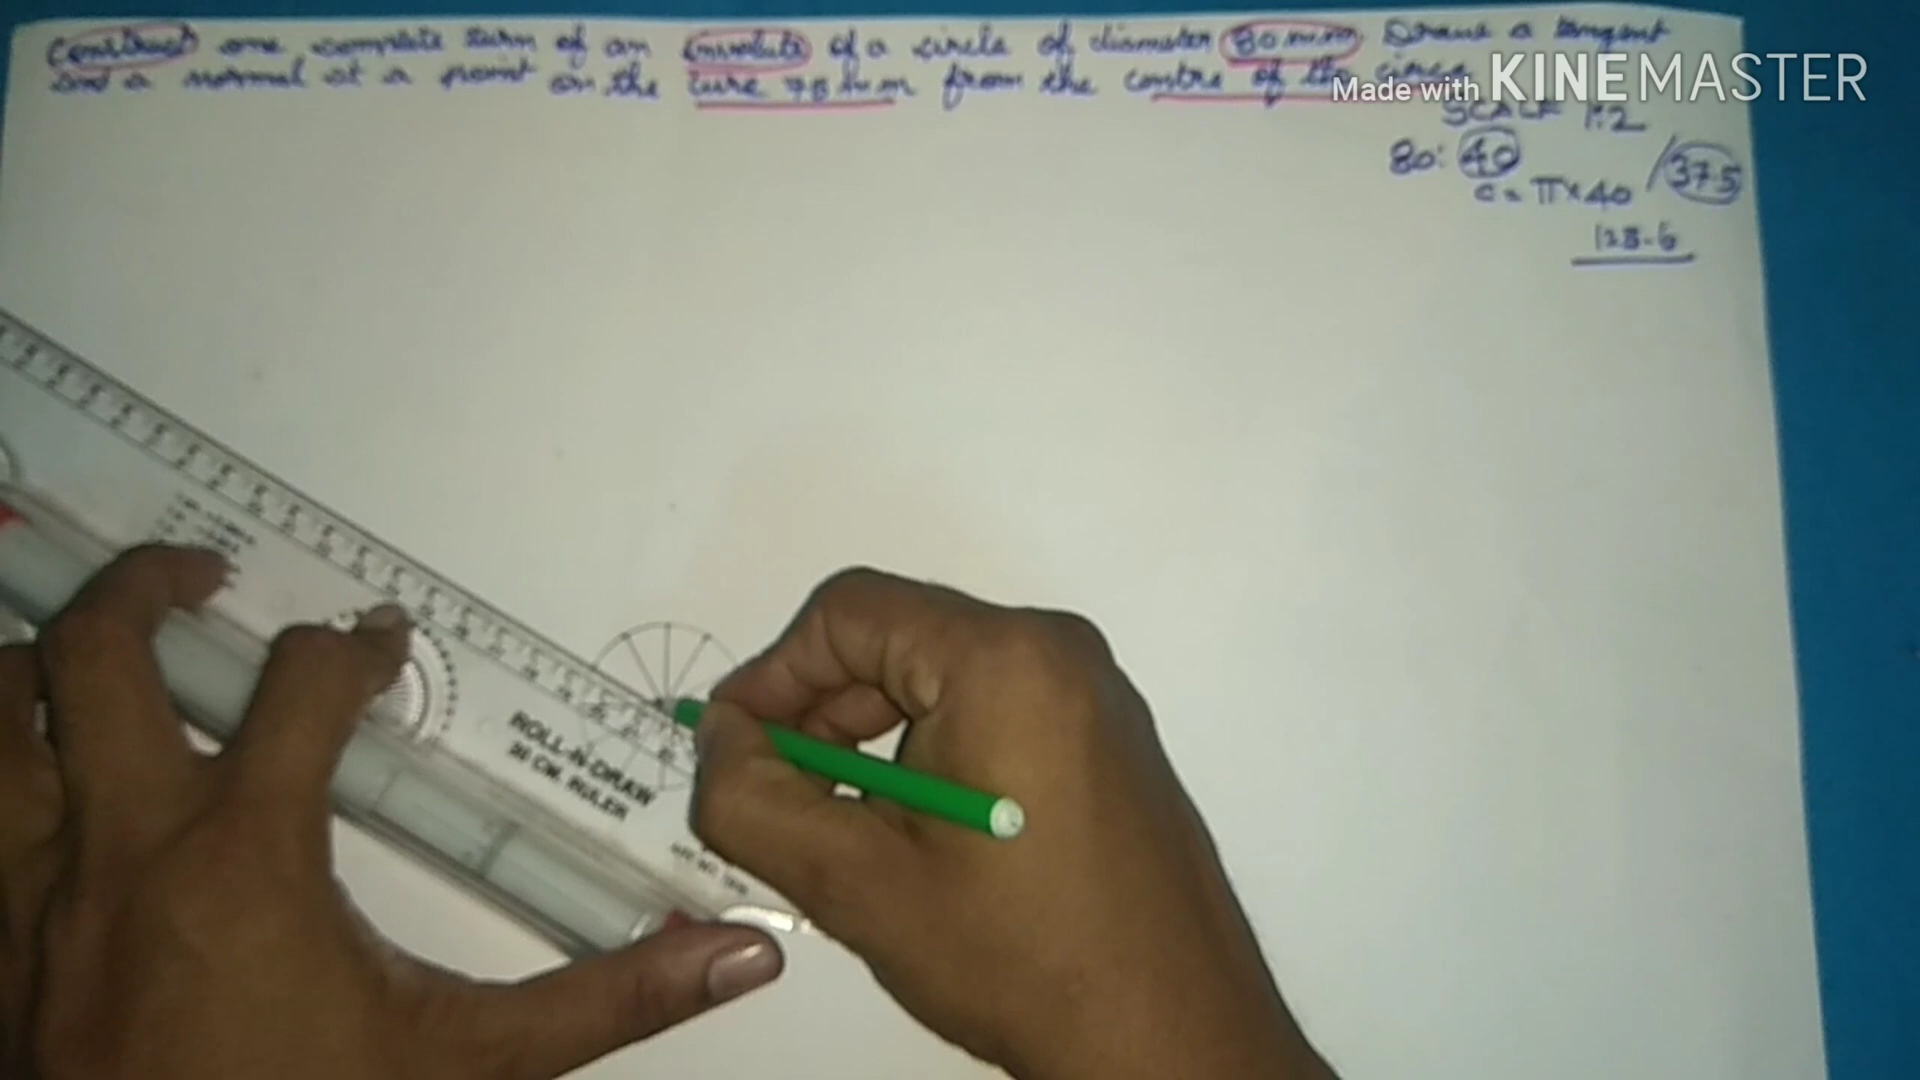 Construct one complete turn of an involute of a circle of diameter 80 mm. Draw a tangent
and a normal at a point on the curve 75 mm from the centre of the circle
Made with KINEMASTER
SCALE 1:2
80: 40
/37.5
C = π×40
125.6
ROLL-N-DRAW
30 CM. RULER